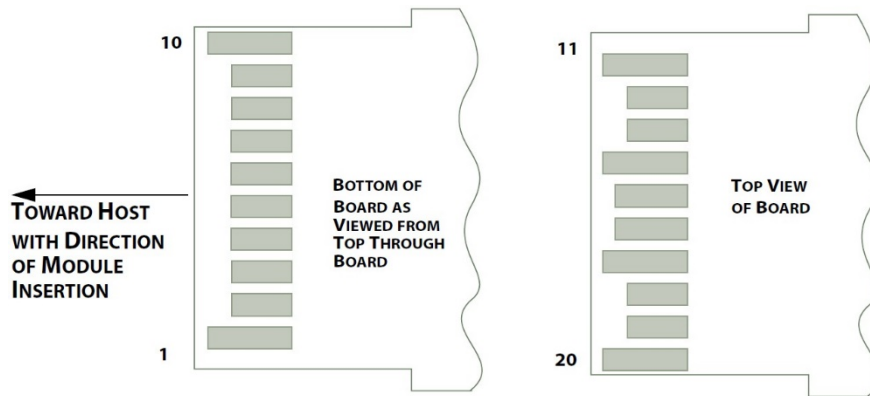 10
1
TOWARD HOST
WITH DIRECTION
OF MODULE
INSERTION
BOTTOM OF
BOARD AS
VIEWED FROM
TOP THROUGH
BOARD
11
20
TOP VIEW
OF BOARD